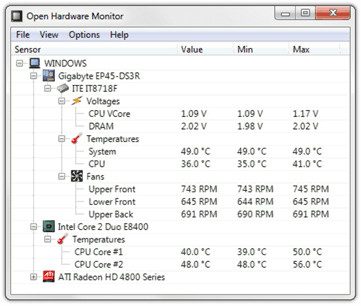 Open Hardware Monitor
File View Options Help
Sensor Value Min Max
WINDOWS
Gigabyte EP45-DS3R
ITE IT8718F
Voltages
CPU VCore 1.09 V 1.09 V 1.17 V
DRAM 2.02 V 1.98 V 2.02 V
Temperatures
System 49.0 °C 49.0 °C 49.0 °C
CPU 36.0 °C 35.0 °C 41.0 °C
Fans
Upper Front 743 RPM 743 RPM 745 RPM
Lower Front 645 RPM 644 RPM 645 RPM
Upper Back 691 RPM 690 RPM 691 RPM
Intel Core 2 Duo E8400
Temperatures
CPU Core #1 40.0 °C 39.0 °C 50.0 °C
CPU Core #2 48.0 °C 48.0 °C 56.0 °C
ATI Radeon HD 4800 Series